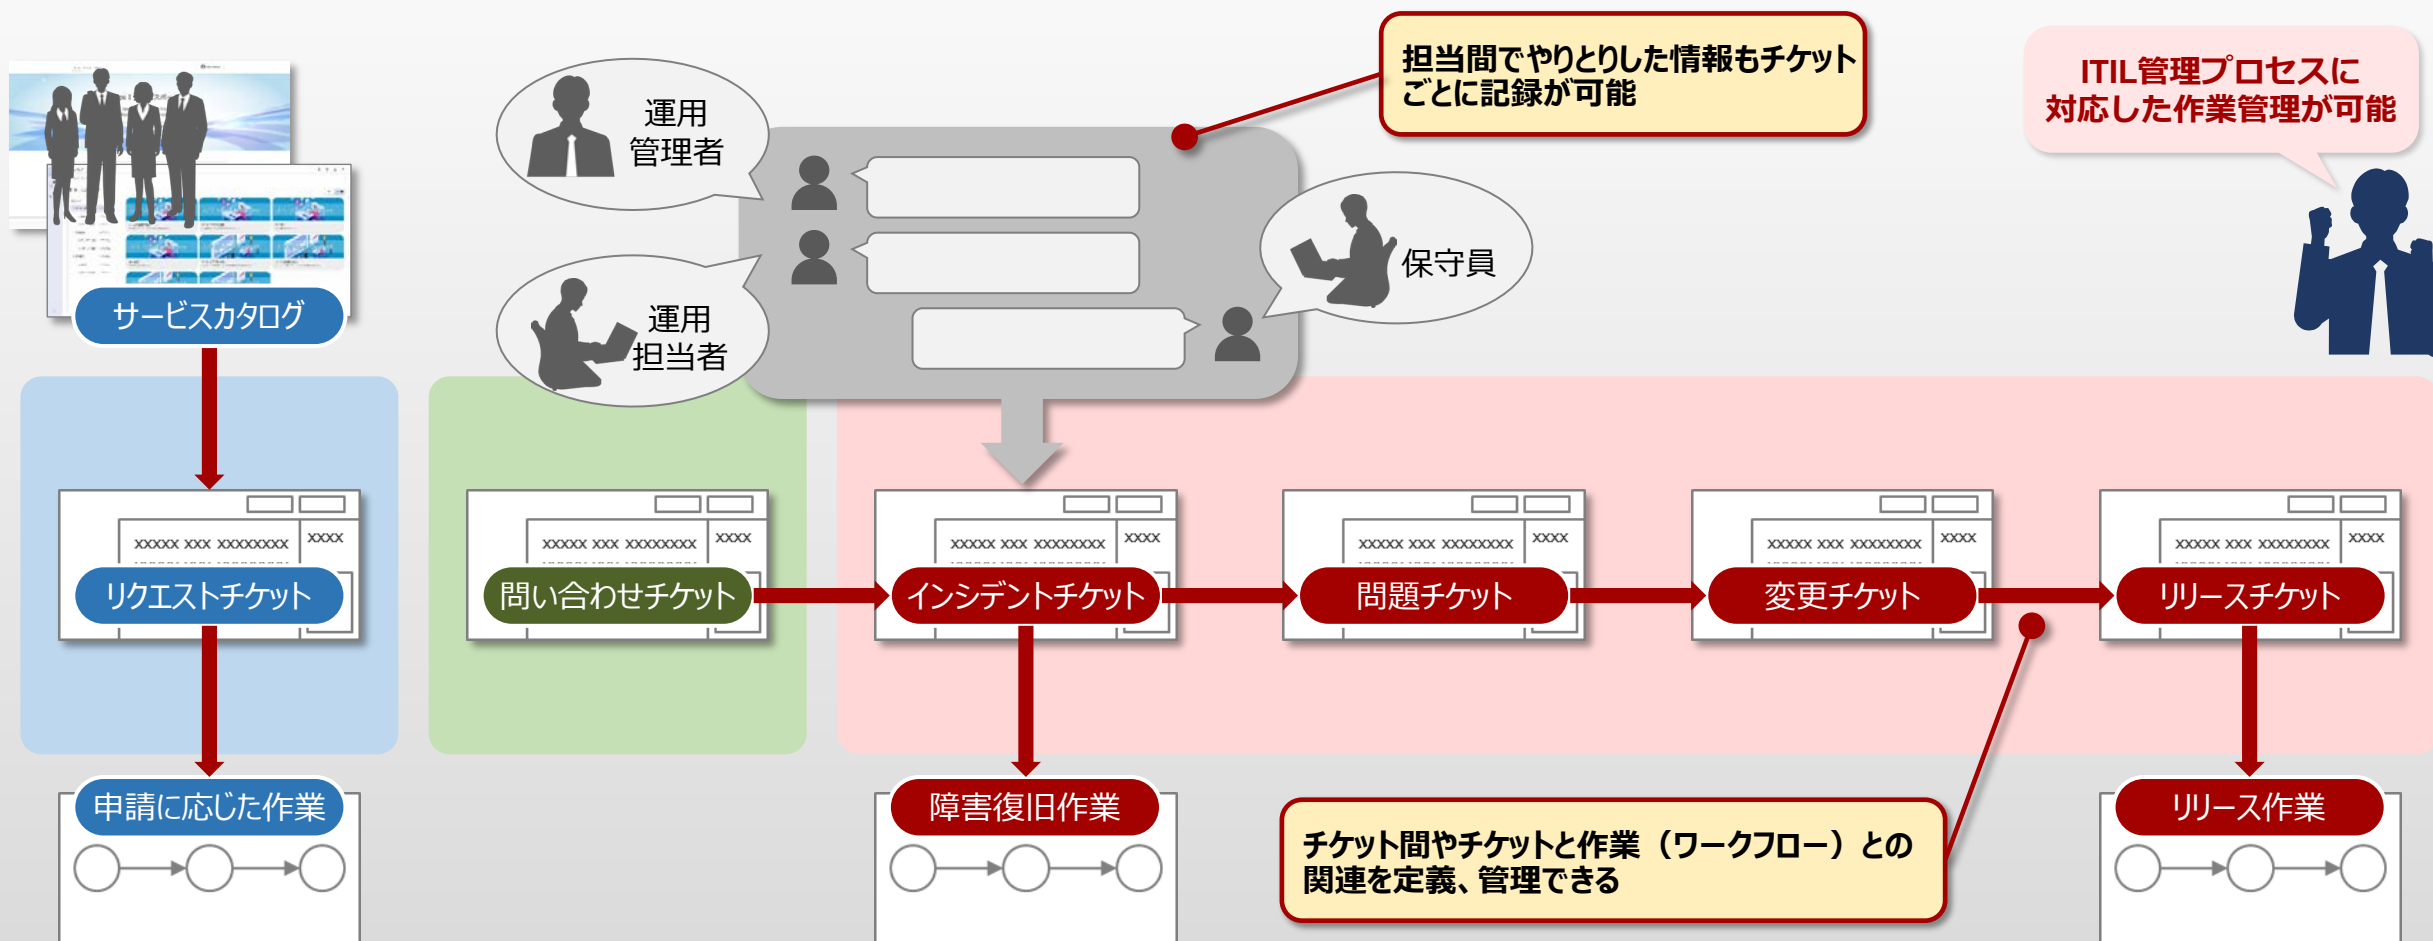 担当間でやりとりした情報もチケット
ごとに記録が可能
ITIL管理プロセスに
対応した作業管理が可能
運用
管理者
保守員
運用
担当者
サービスカタログ
xxxxx xxx xxxxxxxx
xxxx
リクエストチケット
xxxxx xxx xxxxxxxx
xxxx
問い合わせチケット
xxxxx xxx xxxxxxxx
xxxx
インシデントチケット
xxxxx xxx xxxxxxxx
xxxx
問題チケット
xxxxx xxx xxxxxxxx
xxxx
変更チケット
xxxxx xxx xxxxxxxx
xxxx
リリースチケット
申請に応じた作業
障害復旧作業
チケット間やチケットと作業（ワークフロー）との
関連を定義、管理できる
リリース作業